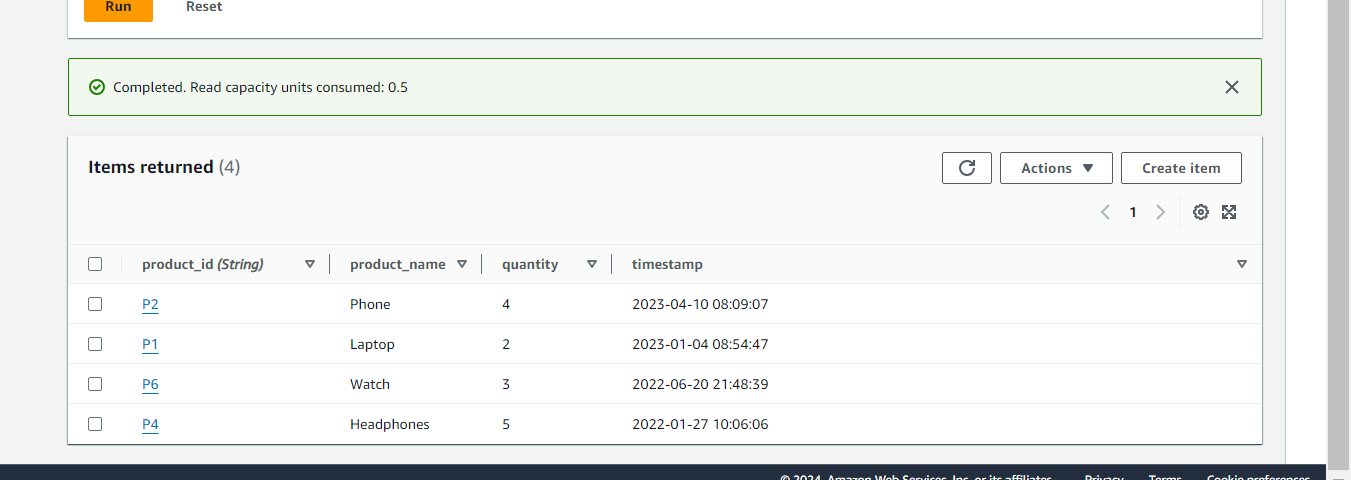 Run Reset
Completed. Read capacity units consumed: 0.5
Items returned (4)
Actions Create item
1
product_id (String) product_name quantity timestamp
P2 Phone 4 2023-04-10 08:09:07
P1 Laptop 2 2023-01-04 08:54:47
P6 Watch 3 2022-06-20 21:48:39
P4 Headphones 5 2022-01-27 10:06:06
© 2024, Amazon Web Services, Inc. or its affiliates. Privacy Terms Cookie preferences